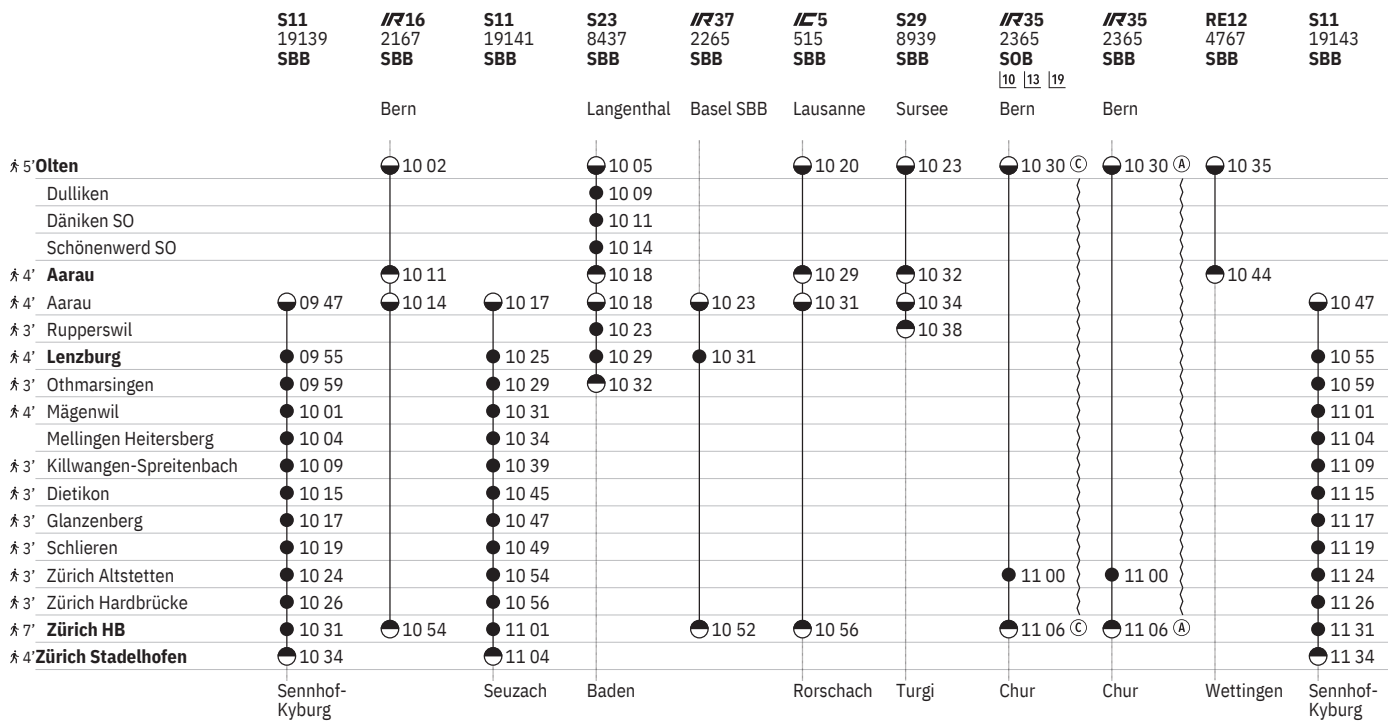 S11 IR16 S11 S23 IR37 IC5 S29 IR35 IR35 RE12 S11
19139 2167 19141 8437 2265 515 8939 2365 2365 4767 19143
SBB SBB SBB SBB SBB SBB SBB SOB SBB SBB SBB
10 13 19
Bern Langenthal Basel SBB Lausanne Sursee Bern Bern
5' Olten 10 02 10 05 10 20 10 23 10 30 C 10 30 A 10 35
Dulliken 10 09
Däniken SO 10 11
Schönenwerd SO 10 14
4' Aarau 10 11 10 18 10 29 10 32 10 44
4' Aarau 09 47 10 14 10 17 10 18 10 23 10 31 10 34 10 47
3' Rupperswil 10 23 10 38
4' Lenzburg 09 55 10 25 10 29 10 31 10 55
3' Othmarsingen 09 59 10 29 10 32 10 59
4' Mägenwil 10 01 10 31 11 01
Mellingen Heitersberg 10 04 10 34 11 04
3' Killwangen-Spreitenbach 10 09 10 39 11 09
3' Dietikon 10 15 10 45 11 15
3' Glanzenberg 10 17 10 47 11 17
3' Schlieren 10 19 10 49 11 19
3' Zürich Altstetten 10 24 10 54 11 00 11 00 11 24
3' Zürich Hardbrücke 10 26 10 56 11 26
7' Zürich HB 10 31 10 54 11 01 10 52 10 56 11 06 C 11 06 A 11 31
4' Zürich Stadelhofen 10 34 11 04 11 34
Sennhof- Seuzach Baden Rorschach Turgi Chur Chur Wettingen Sennhof-
Kyburg Kyburg